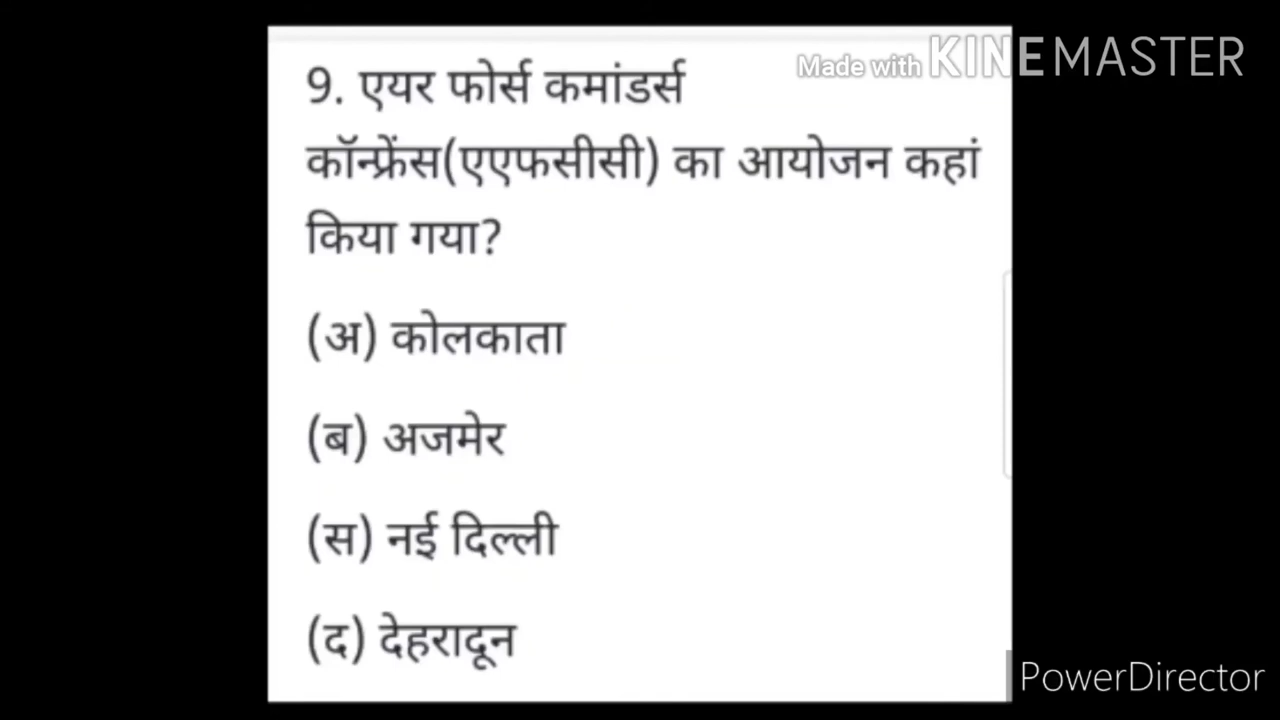 Made with KINEMASTER
9. एयर फोर्स कमांडर्स
कॉन्फ्रेंस(एएफसीसी) का आयोजन कहां
किया गया?
(अ) कोलकाता
(ब) अजमेर
(स) नई दिल्ली
(द) देहरादून
PowerDirector